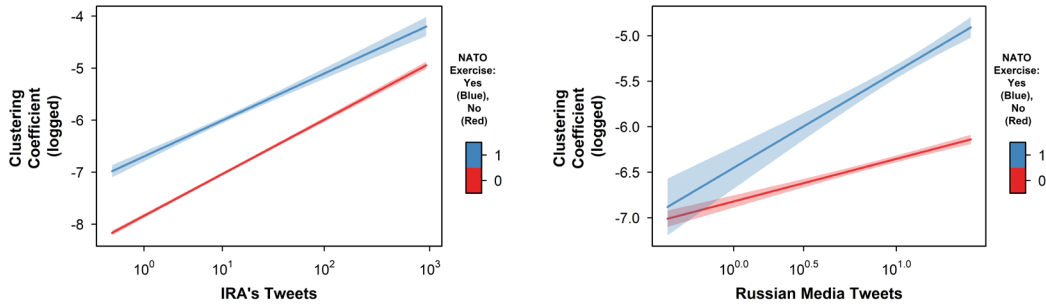 -4
-5
-6
-7
-8
Clustering
Coefficient
(logged)
10^0
10^1
10^2
10^3
IRA's Tweets
NATO
Exercise:
Yes
(Blue),
No
(Red)
1
0
-5.0
-5.5
-6.0
-6.5
-7.0
Clustering
Coefficient
(logged)
10^0.0
10^0.5
10^1.0
Russian Media Tweets
NATO
Exercise:
Yes
(Blue),
No
(Red)
1
0